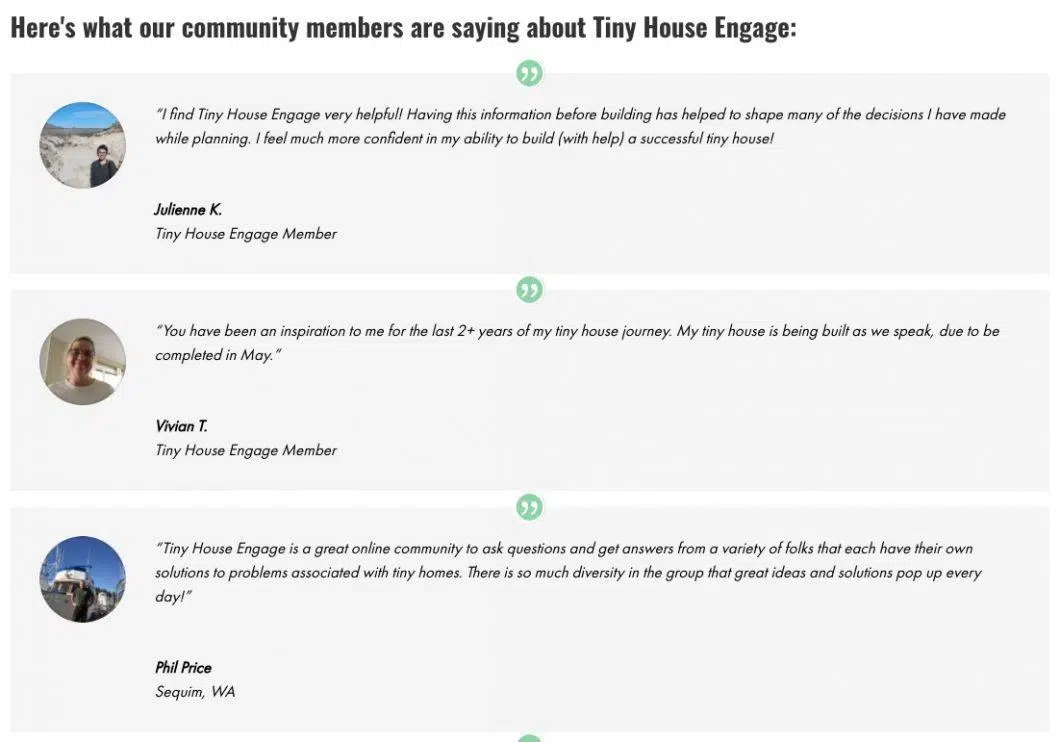 Here's what our community members are saying about Tiny House Engage:
“I find Tiny House Engage very helpful! Having this information before building has helped to shape many of the decisions I have made
while planning. I feel much more confident in my ability to build (with help) a successful tiny house!
Julienne K.
Tiny House Engage Member
“You have been an inspiration to me for the last 2+ years of my tiny house journey. My tiny house is being built as we speak, due to be
completed in May.”
Vivian T.
Tiny House Engage Member
“Tiny House Engage is a great online community to ask questions and get answers from a variety of folks that each have their own
solutions to problems associated with tiny homes. There is so much diversity in the group that great ideas and solutions pop up every
day!”
Phil Price
Sequim, WA